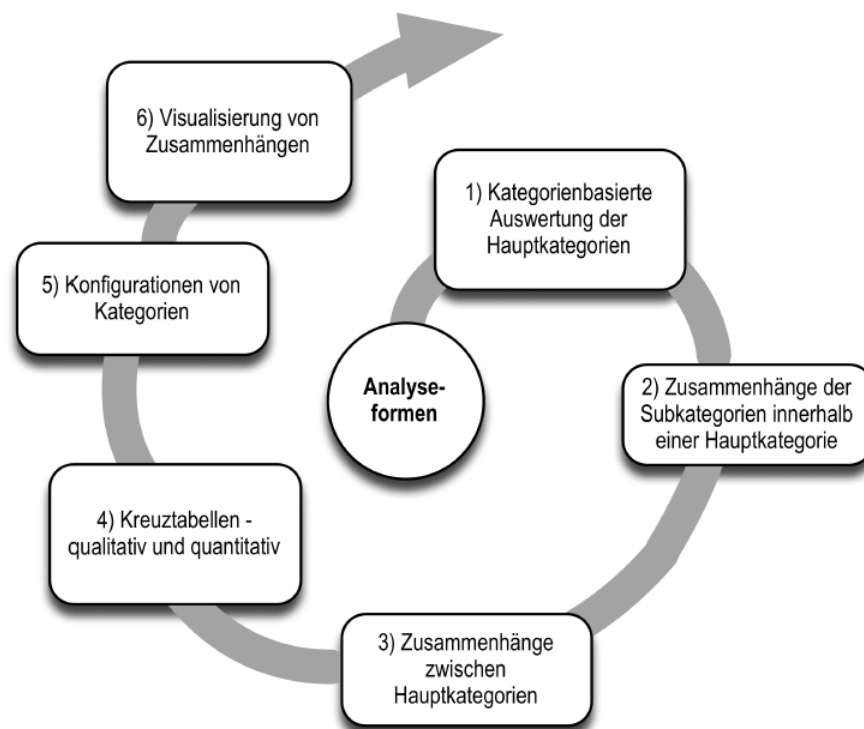 Analyse-
formen
1) Kategorienbasierte
Auswertung der
Hauptkategorien
2) Zusammenhänge der
Subkategorien innerhalb
einer Hauptkategorie
3) Zusammenhänge
zwischen
Hauptkategorien
4) Kreuztabellen -
qualitativ und quantitativ
5) Konfigurationen von
Kategorien
6) Visualisierung von
Zusammenhängen